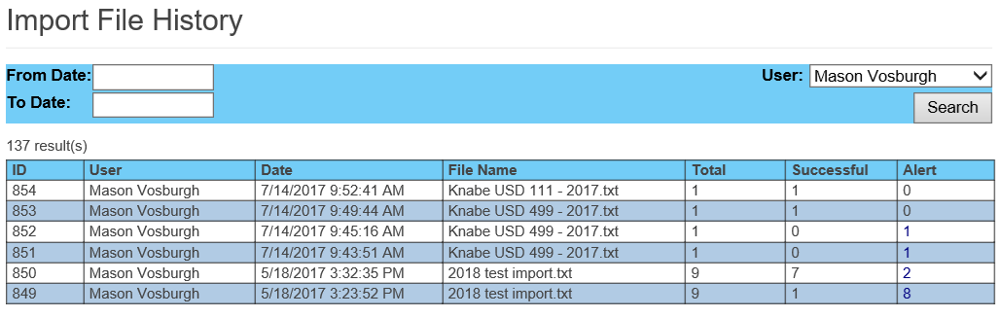 Import File History
From Date:
User: Mason Vosburgh
To Date:
Search
137 result(s)
ID User Date File Name Total Successful Alert
854 Mason Vosburgh 7/14/2017 9:52:41 AM Knabe USD 111 - 2017.txt 1 1 0
853 Mason Vosburgh 7/14/2017 9:49:44 AM Knabe USD 499 - 2017.txt 1 1 0
852 Mason Vosburgh 7/14/2017 9:45:16 AM Knabe USD 499 - 2017.txt 1 0 1
851 Mason Vosburgh 7/14/2017 9:43:51 AM Knabe USD 499 - 2017.txt 1 0 1
850 Mason Vosburgh 5/18/2017 3:32:35 PM 2018 test import.txt 9 7 2
849 Mason Vosburgh 5/18/2017 3:23:52 PM 2018 test import.txt 9 1 8